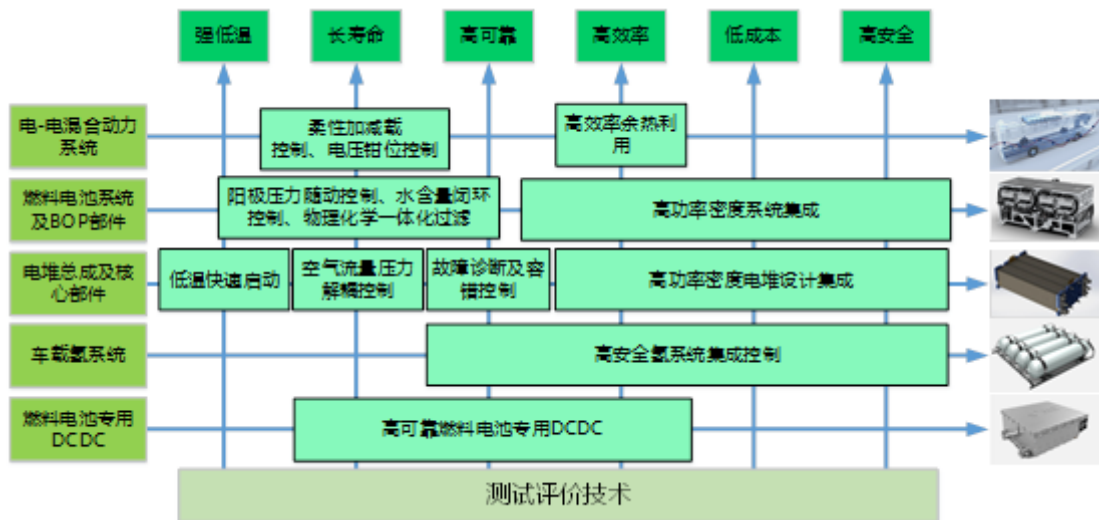 强低温
长寿命
高可靠
高效率
低成本
高安全
电-电混合动力
系统
柔性加减载
控制、电压钳位控制
高效率余热利
用
燃料电池系统
及BOP部件
阳极压力随动控制、水含量闭环
控制、物理化学一体化过滤
高功率密度系统集成
电堆总成及核
心部件
低温快速启动
空气流量压力
解耦控制
故障诊断及容
错控制
高功率密度电堆设计集成
车载氢系统
高安全氢系统集成控制
燃料电池专用
DCDC
高可靠燃料电池专用DCDC
测试评价技术